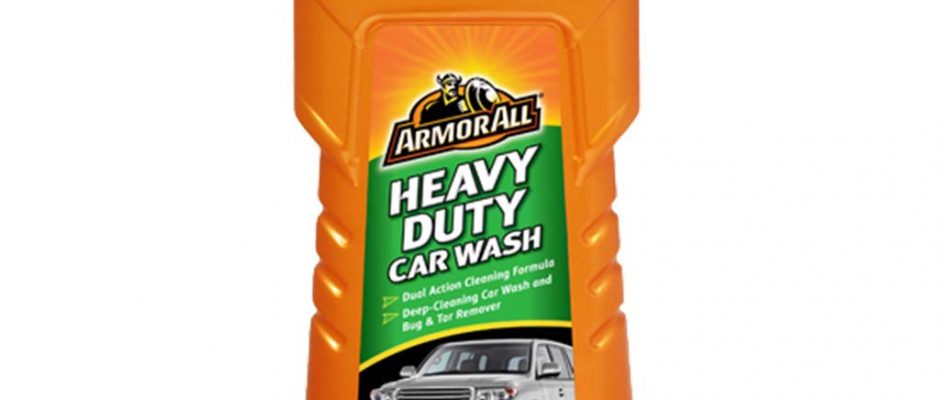 ARMORALL®
HEAVY
DUTY
CAR WASH
Dual Action Cleaning Formula
Deep-Cleaning Car Wash and
Bug & Tar Remover